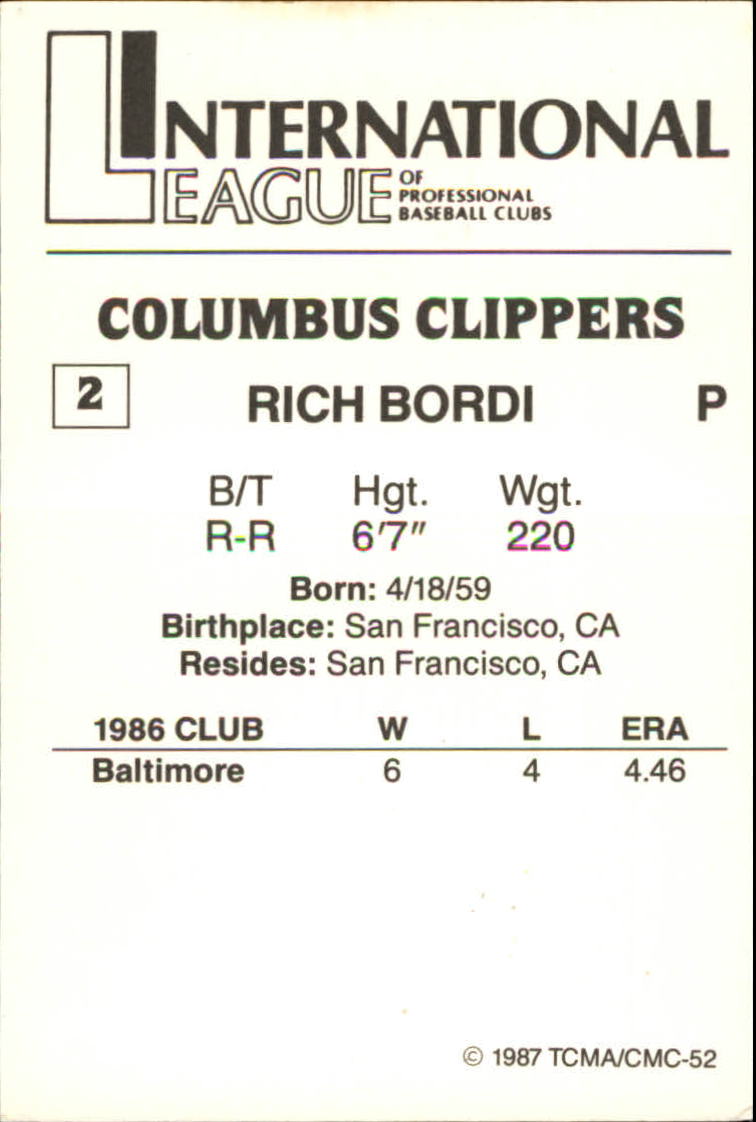 INTERNATIONAL
LEAGUE OF PROFESSIONAL BASEBALL CLUBS
COLUMBUS CLIPPERS
2 RICH BORDI P
B/T Hgt. Wgt.
R-R 6'7" 220
Born: 4/18/59
Birthplace: San Francisco, CA
Resides: San Francisco, CA
1986 CLUB W L ERA
Baltimore 6 4 4.46
© 1987 TCMA/CMC-52